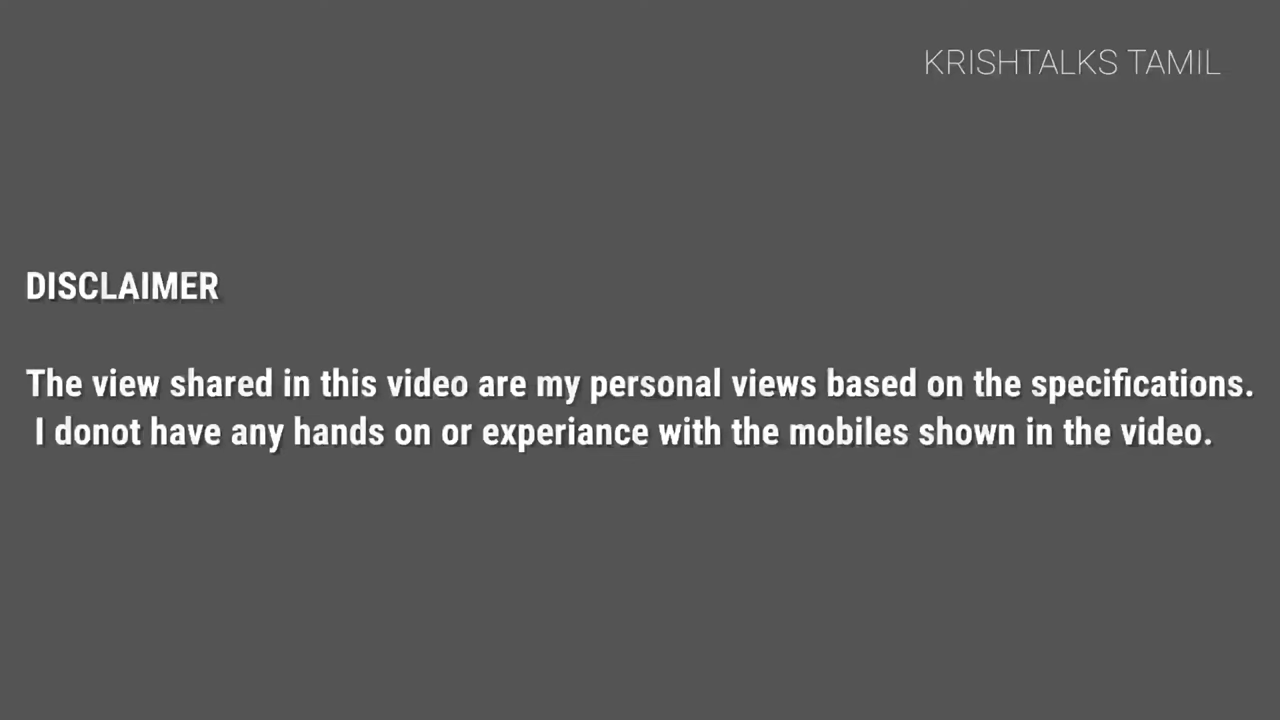 KRISHTALKS TAMIL
DISCLAIMER
The view shared in this video are my personal views based on the specifications.
I donot have any hands on or experiance with the mobiles shown in the video.